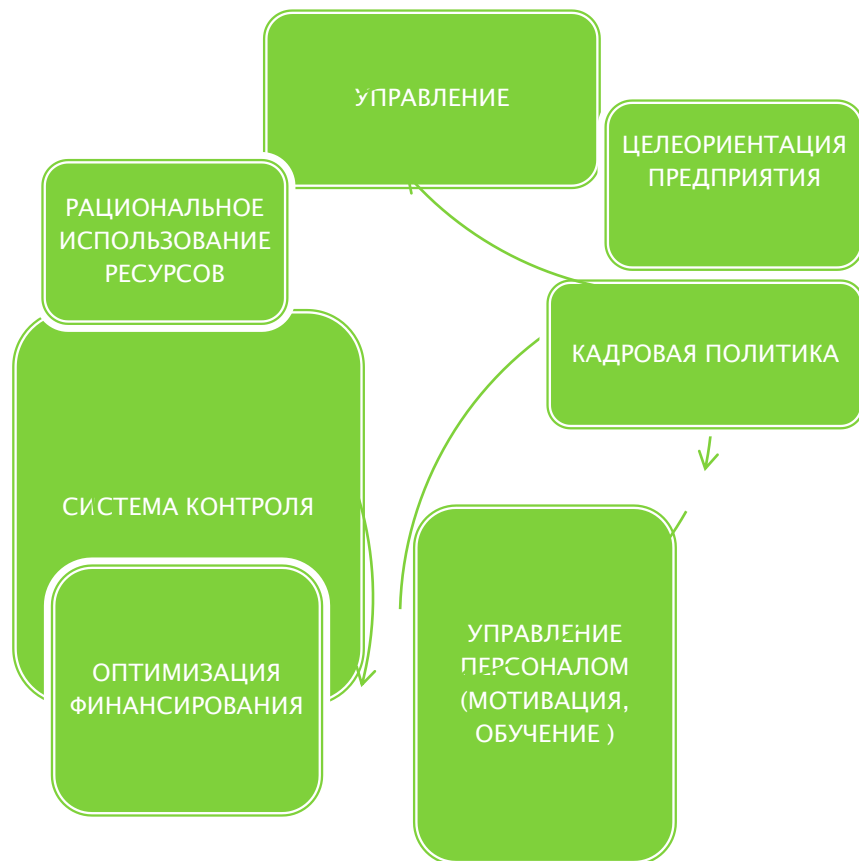 УПРАВЛЕНИЕ
ЦЕЛЕОРИЕНТАЦИЯ
ПРЕДПРИЯТИЯ
РАЦИОНАЛЬНОЕ
ИСПОЛЬЗОВАНИЕ
РЕСУРСОВ
КАДРОВАЯ ПОЛИТИКА
СИСТЕМА КОНТРОЛЯ
УПРАВЛЕНИЕ
ПЕРСОНАЛОМ
(МОТИВАЦИЯ,
ОБУЧЕНИЕ )
ОПТИМИЗАЦИЯ
ФИНАНСИРОВАНИЯ